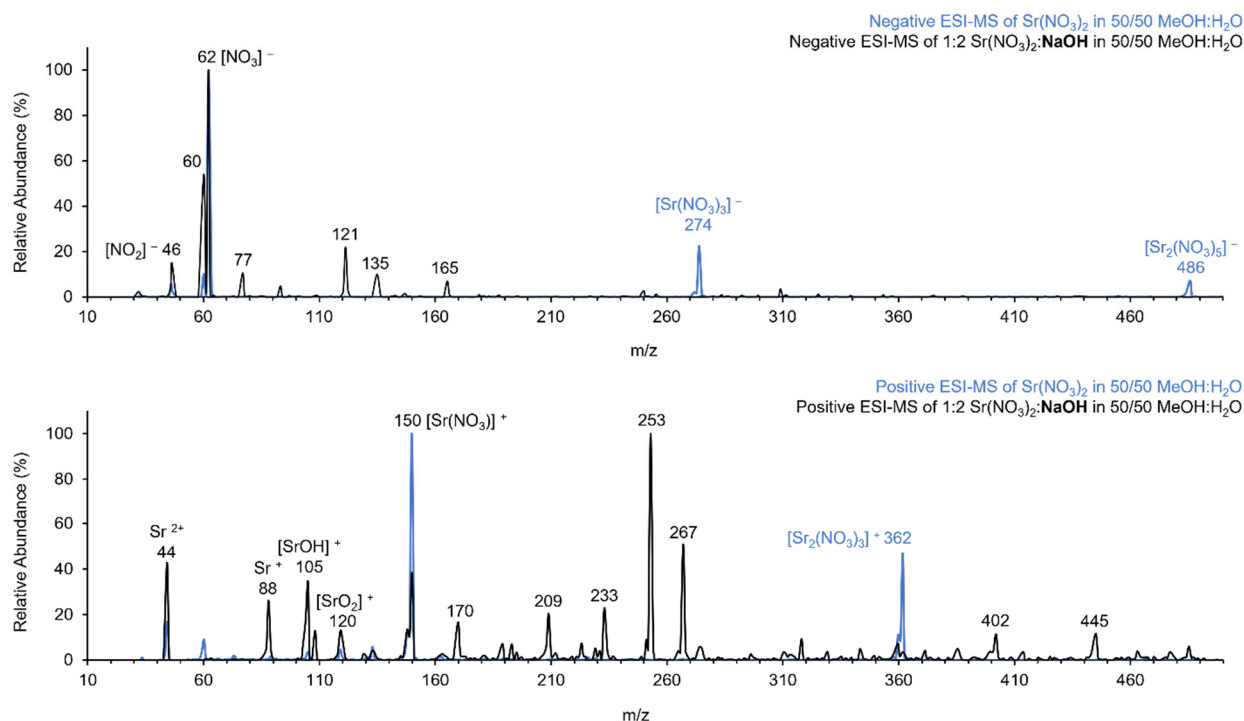 Negative ESI-MS of Sr(NO₃)₂ in 50/50 MeOH:H₂O
Negative ESI-MS of 1:2 Sr(NO₃)₂:NaOH in 50/50 MeOH:H₂O
Relative Abundance (%)
100
80
60
40
20
0
62 [NO₃]⁻
60
[NO₂]⁻ 46
77
121
135
165
[Sr(NO₃)₃]⁻
274
[Sr₂(NO₃)₅]⁻
486
10 60 110 160 210 260 310 360 410 460
m/z
Positive ESI-MS of Sr(NO₃)₂ in 50/50 MeOH:H₂O
Positive ESI-MS of 1:2 Sr(NO₃)₂:NaOH in 50/50 MeOH:H₂O
Relative Abundance (%)
100
80
60
40
20
0
Sr²⁺
44
Sr⁺
88
[SrOH]⁺
105
[SrO₂]⁺
120
150 [Sr(NO₃)]⁺
170
209
233
253
267
[Sr₂(NO₃)₃]⁺ 362
402
445
10 60 110 160 210 260 310 360 410 460
m/z